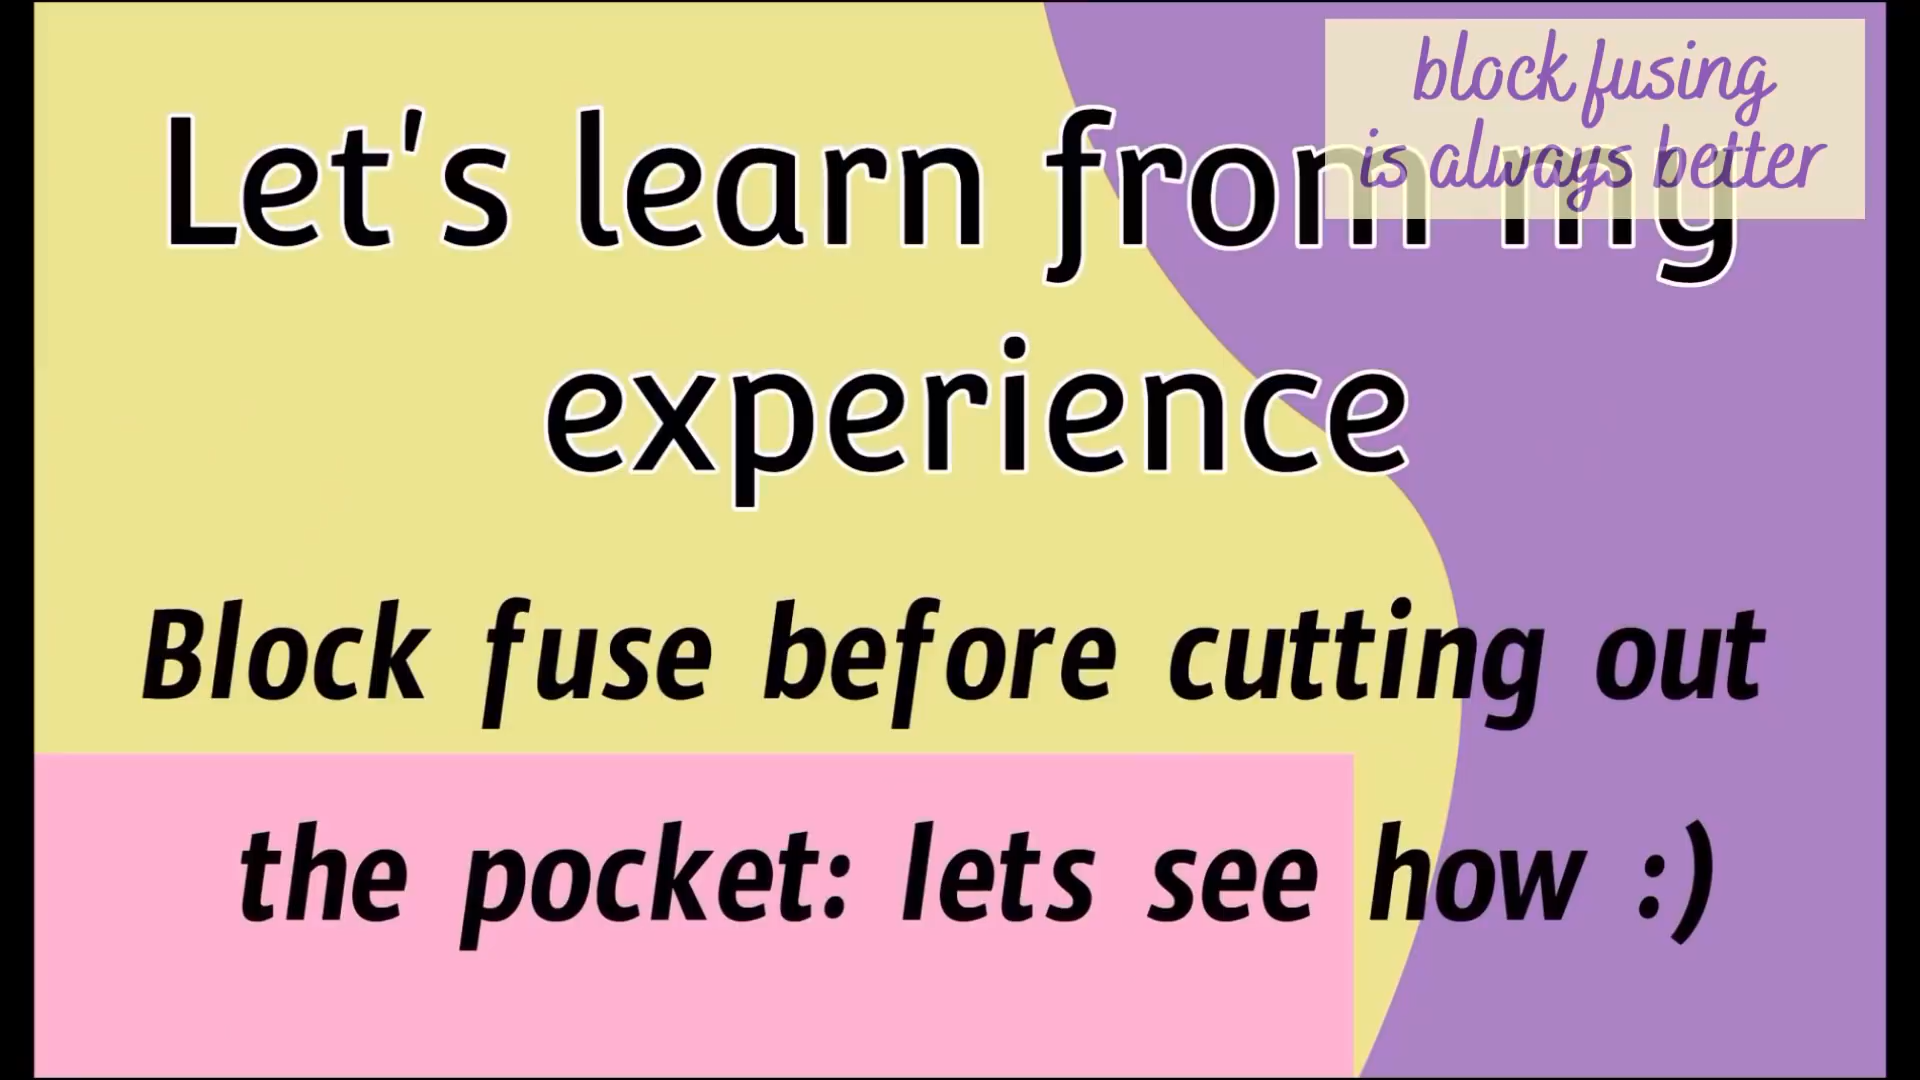 block fusing
is always better
Let's learn from my
experience
Block fuse before cutting out
the pocket: lets see how :)